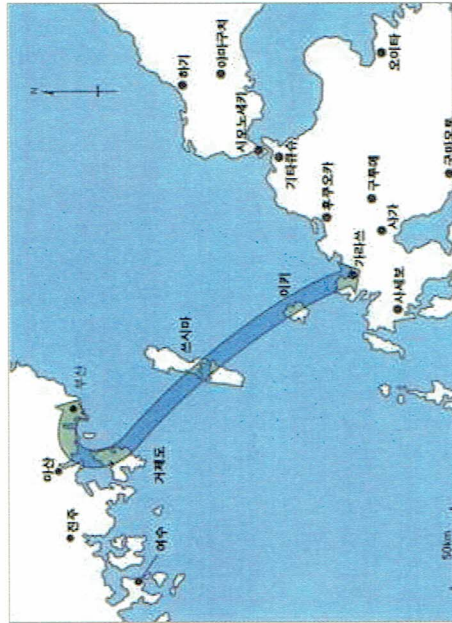 N
하기
야마구치
시모노세키
기타큐슈
오이타
후쿠오카
구루메
사가
가라쓰
구마모토
사세보
이키
쓰시마
부산
마산
거제도
진주
여수
50km